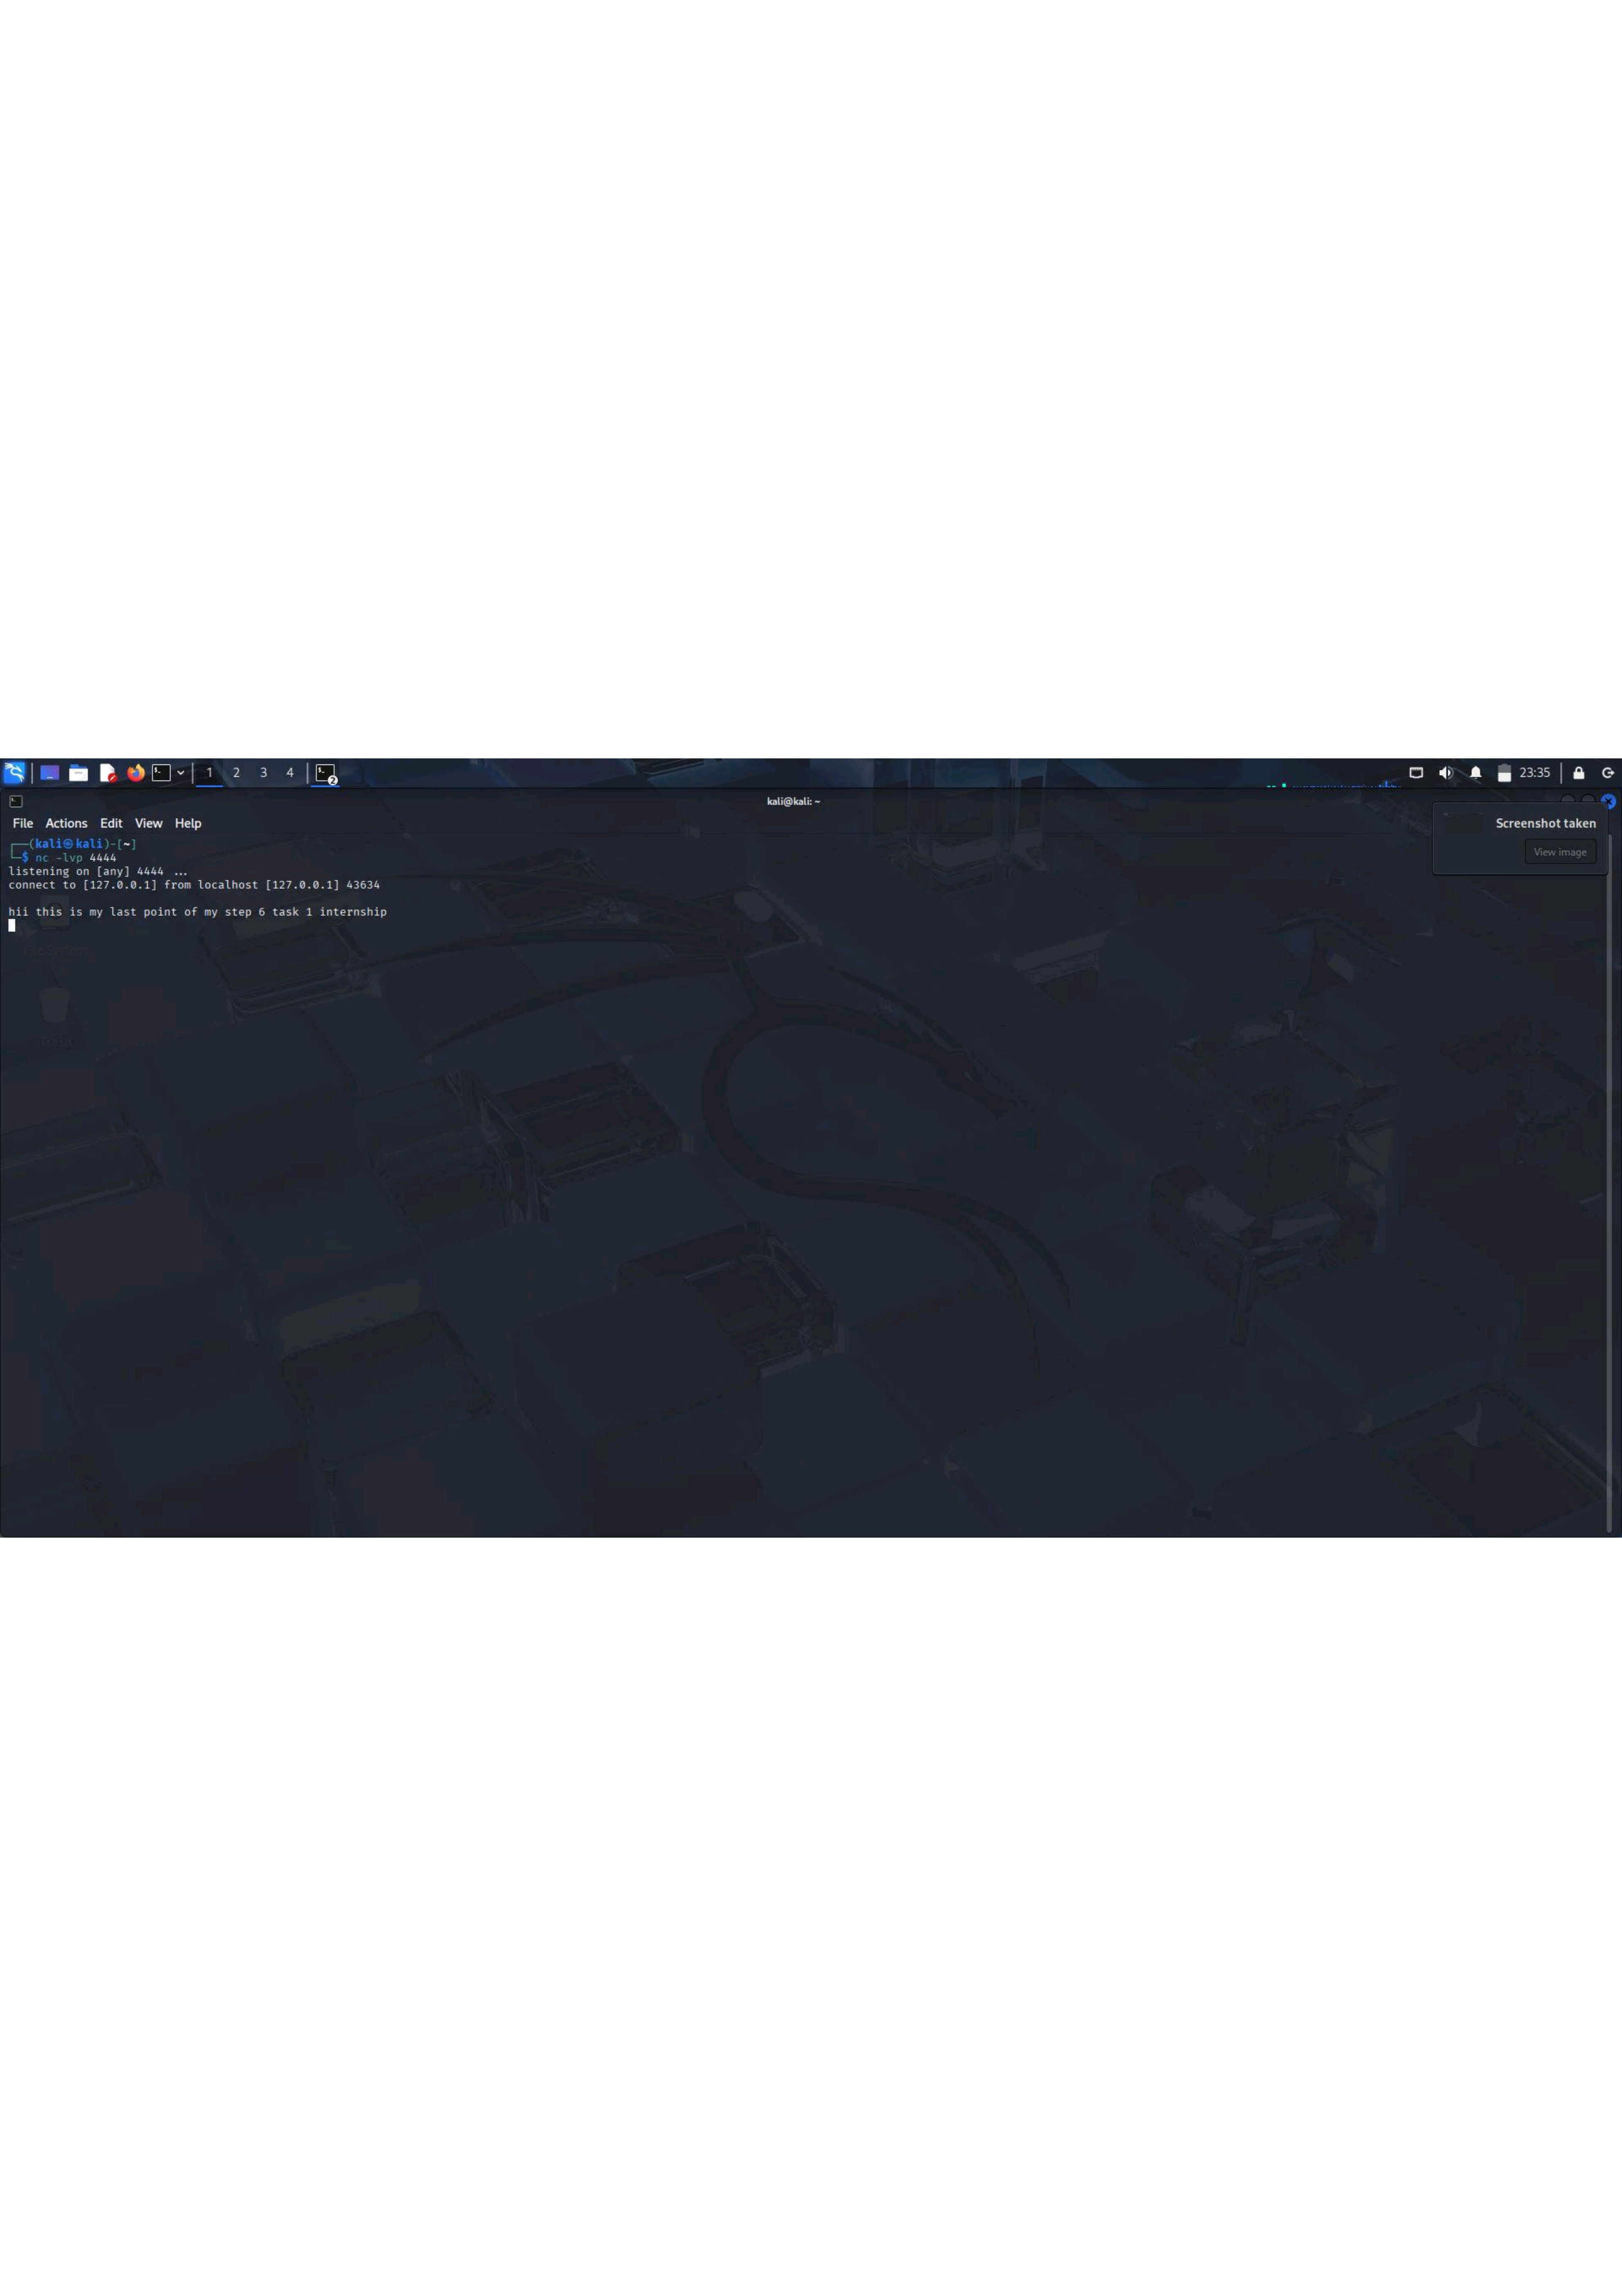 1 2 3 4 2 23:35
kali@kali: ~
File Actions Edit View Help
Screenshot taken
View image
┌──(kali㉿kali)-[~]
└─$ nc -lvp 4444
listening on [any] 4444 ...
connect to [127.0.0.1] from localhost [127.0.0.1] 43634
hii this is my last point of my step 6 task 1 internship